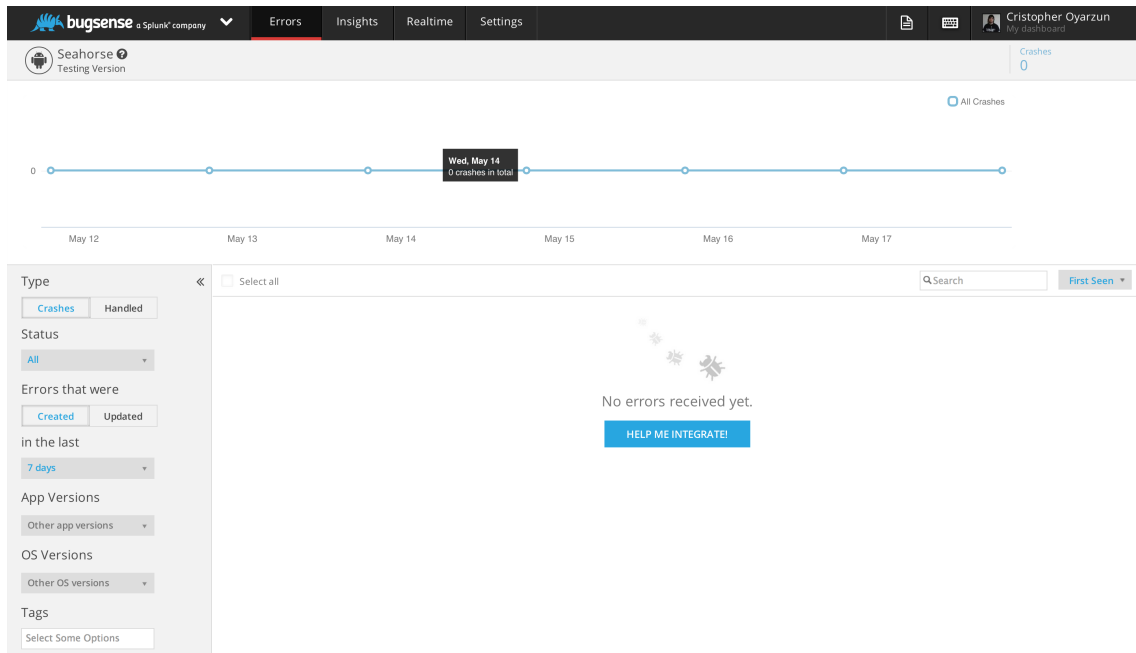 bugsense a Splunk® company Errors Insights Realtime Settings Cristopher Oyarzun
My dashboard
Seahorse ?
Testing Version
Crashes
0
All Crashes
Wed, May 14
0 crashes in total
0
May 12 May 13 May 14 May 15 May 16 May 17
Type
Crashes Handled
Status
All
Errors that were
Created Updated
in the last
7 days
App Versions
Other app versions
OS Versions
Other OS versions
Tags
Select Some Options
Select all
Search
First Seen
No errors received yet.
HELP ME INTEGRATE!